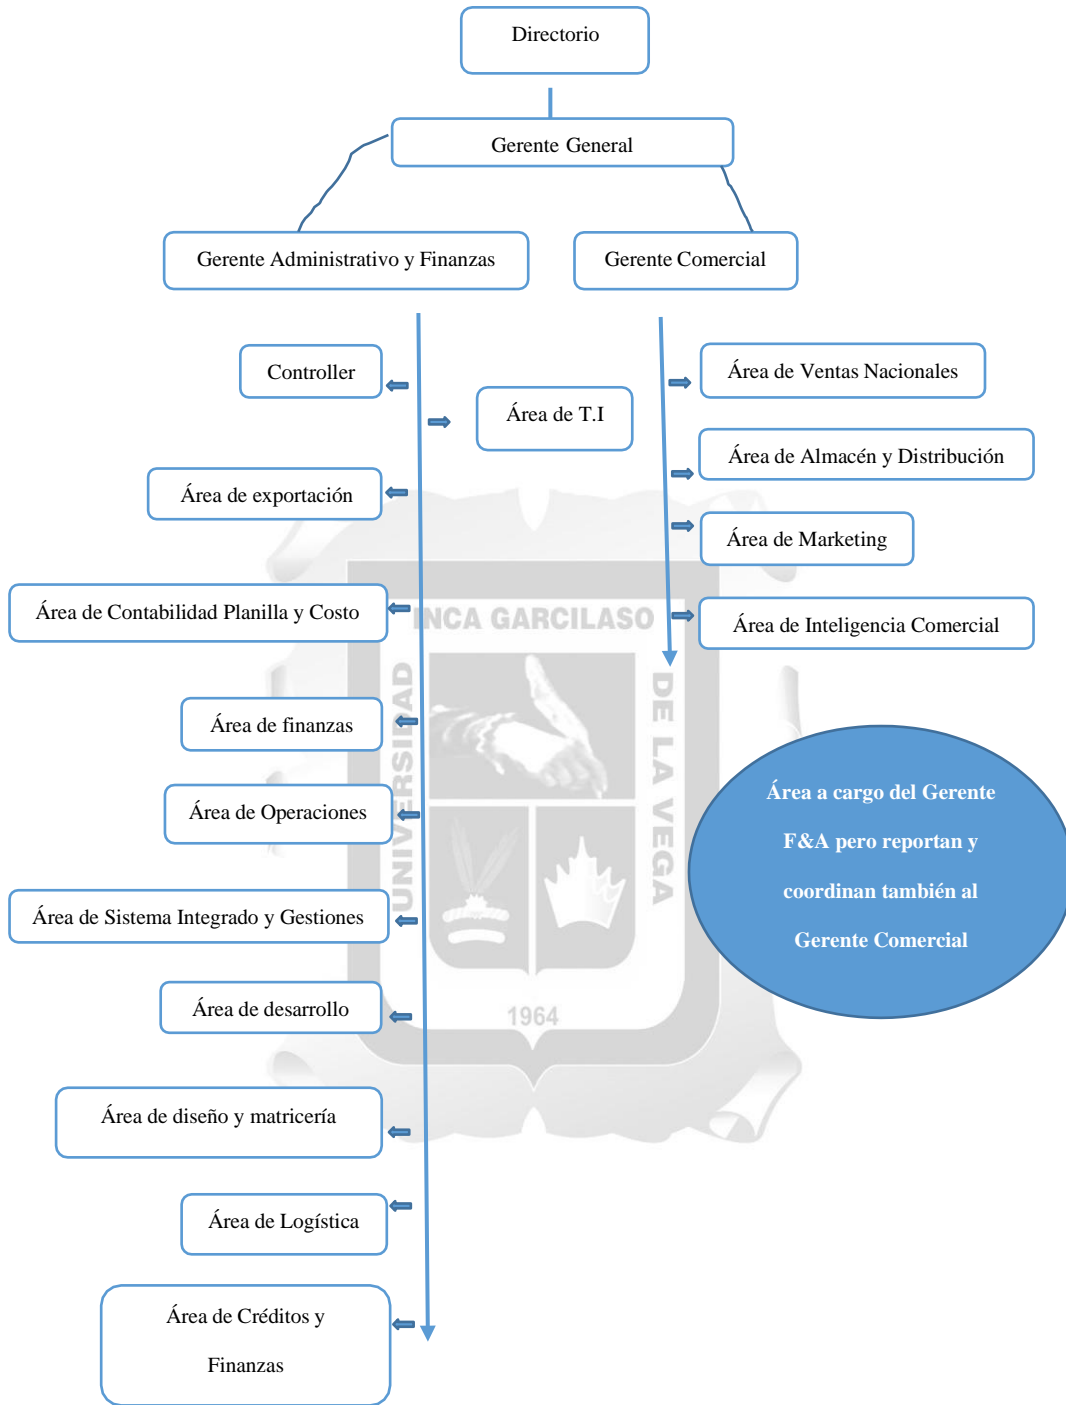 Directorio
Gerente General
Gerente Administrativo y Finanzas
Gerente Comercial
Controller
Área de T.I
Área de exportación
Área de Contabilidad Planilla y Costo
Área de finanzas
Área de Operaciones
Área de Sistema Integrado y Gestiones
Área de desarrollo
Área de diseño y matricería
Área de Logística
Área de Créditos y
Finanzas
Área de Ventas Nacionales
Área de Almacén y Distribución
Área de Marketing
Área de Inteligencia Comercial
Área a cargo del Gerente
F&A pero reportan y
coordinan también al
Gerente Comercial
UNIVERSIDAD
INCA GARCILASO
DE LA VEGA
1964